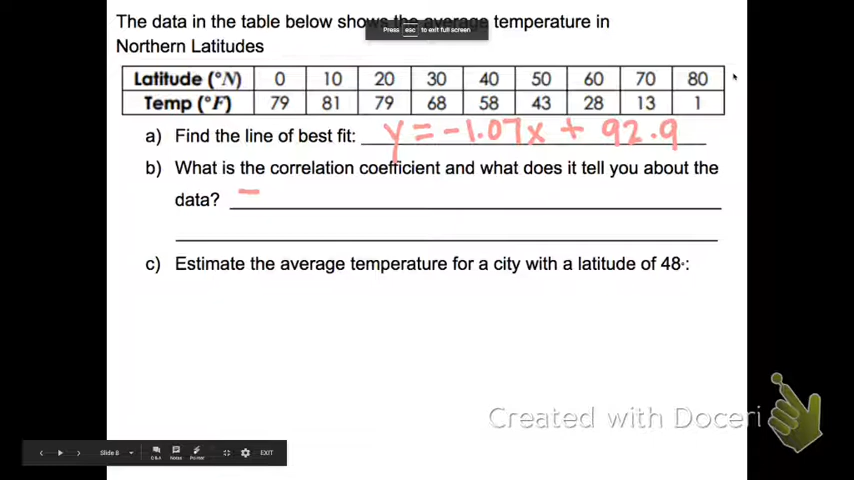 The data in the table below shows the average temperature in
Press esc to exit full screen
Northern Latitudes
Latitude (°N) 0 10 20 30 40 50 60 70 80
Temp (°F) 79 81 79 68 58 43 28 13 1
a) Find the line of best fit: y = -1.07x + 92.9
b) What is the correlation coefficient and what does it tell you about the
data? -
c) Estimate the average temperature for a city with a latitude of 48°:
Created with Doceri
Slide 8 Q&A Notes Pointer EXIT